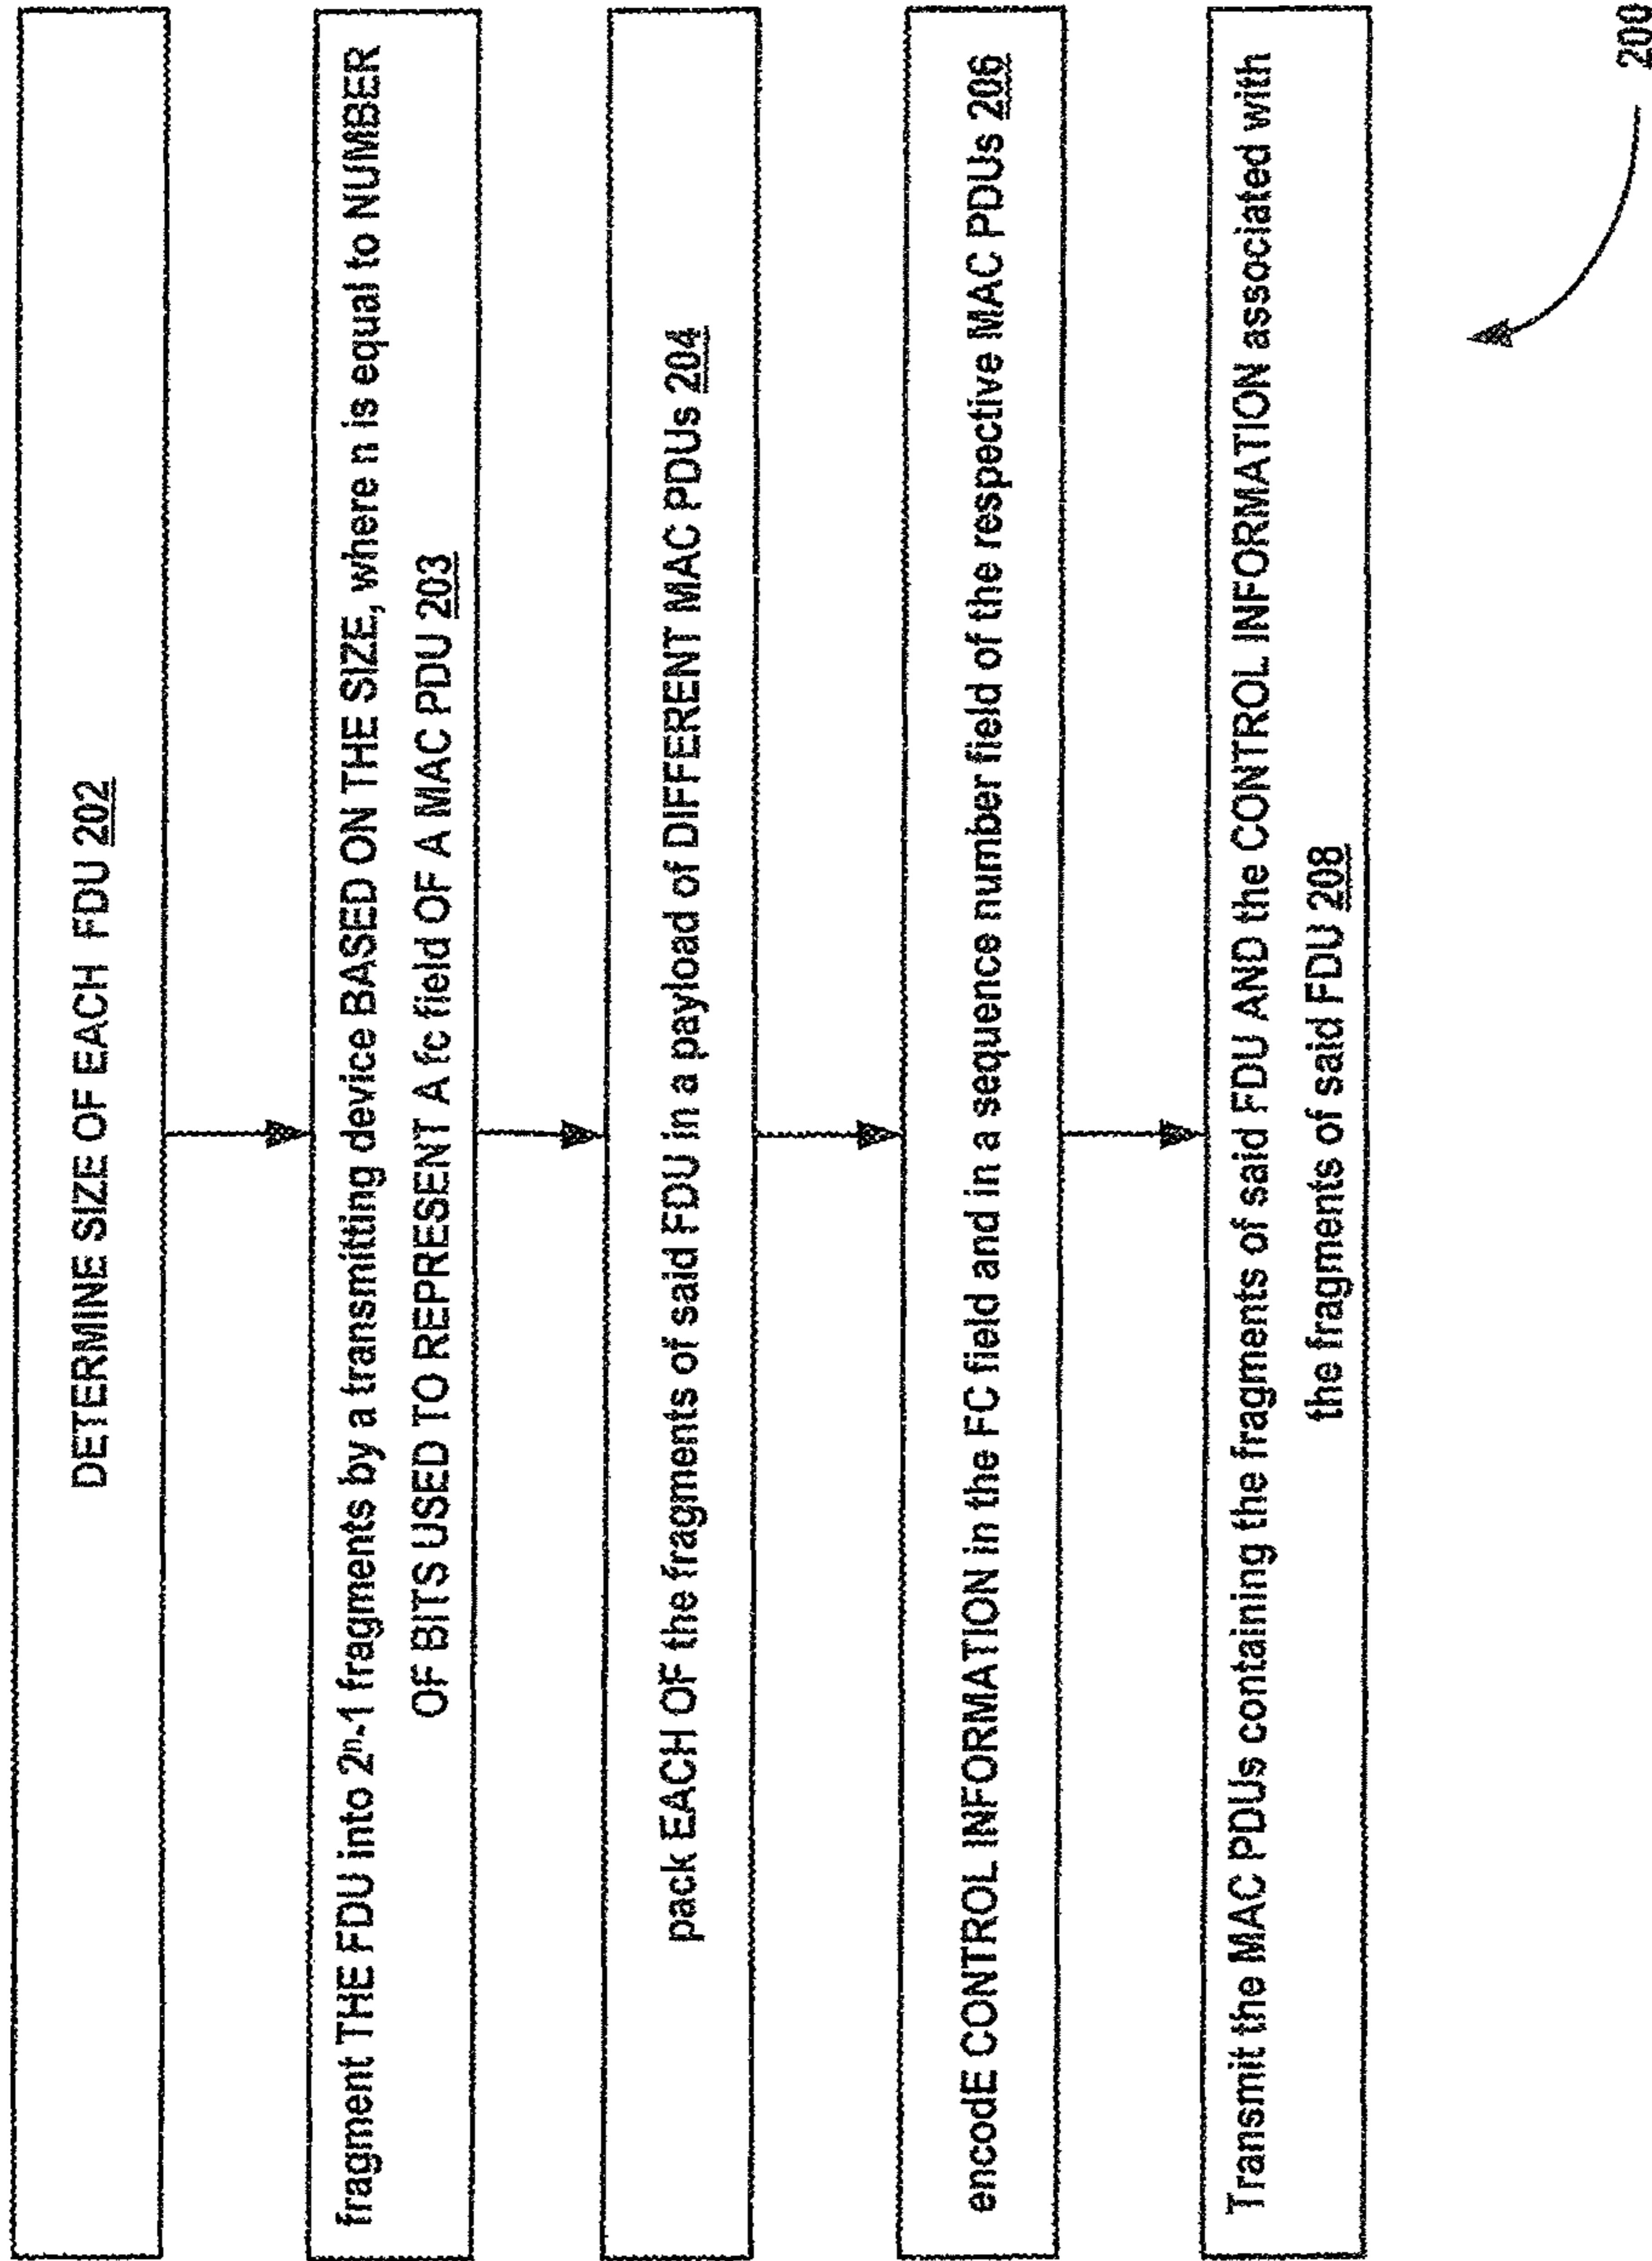 DETERMINE SIZE OF EACH FDU 202
fragment THE FDU into 2ⁿ-1 fragments by a transmitting device BASED ON THE SIZE, where n is equal to NUMBER
OF BITS USED TO REPRESENT A fc field OF A MAC PDU 203
pack EACH OF the fragments of said FDU in a payload of DIFFERENT MAC PDUs 204
encodE CONTROL INFORMATION in the FC field and in a sequence number field of the respective MAC PDUs 206
Transmit the MAC PDUs containing the fragments of said FDU AND the CONTROL INFORMATION associated with
the fragments of said FDU 208
200